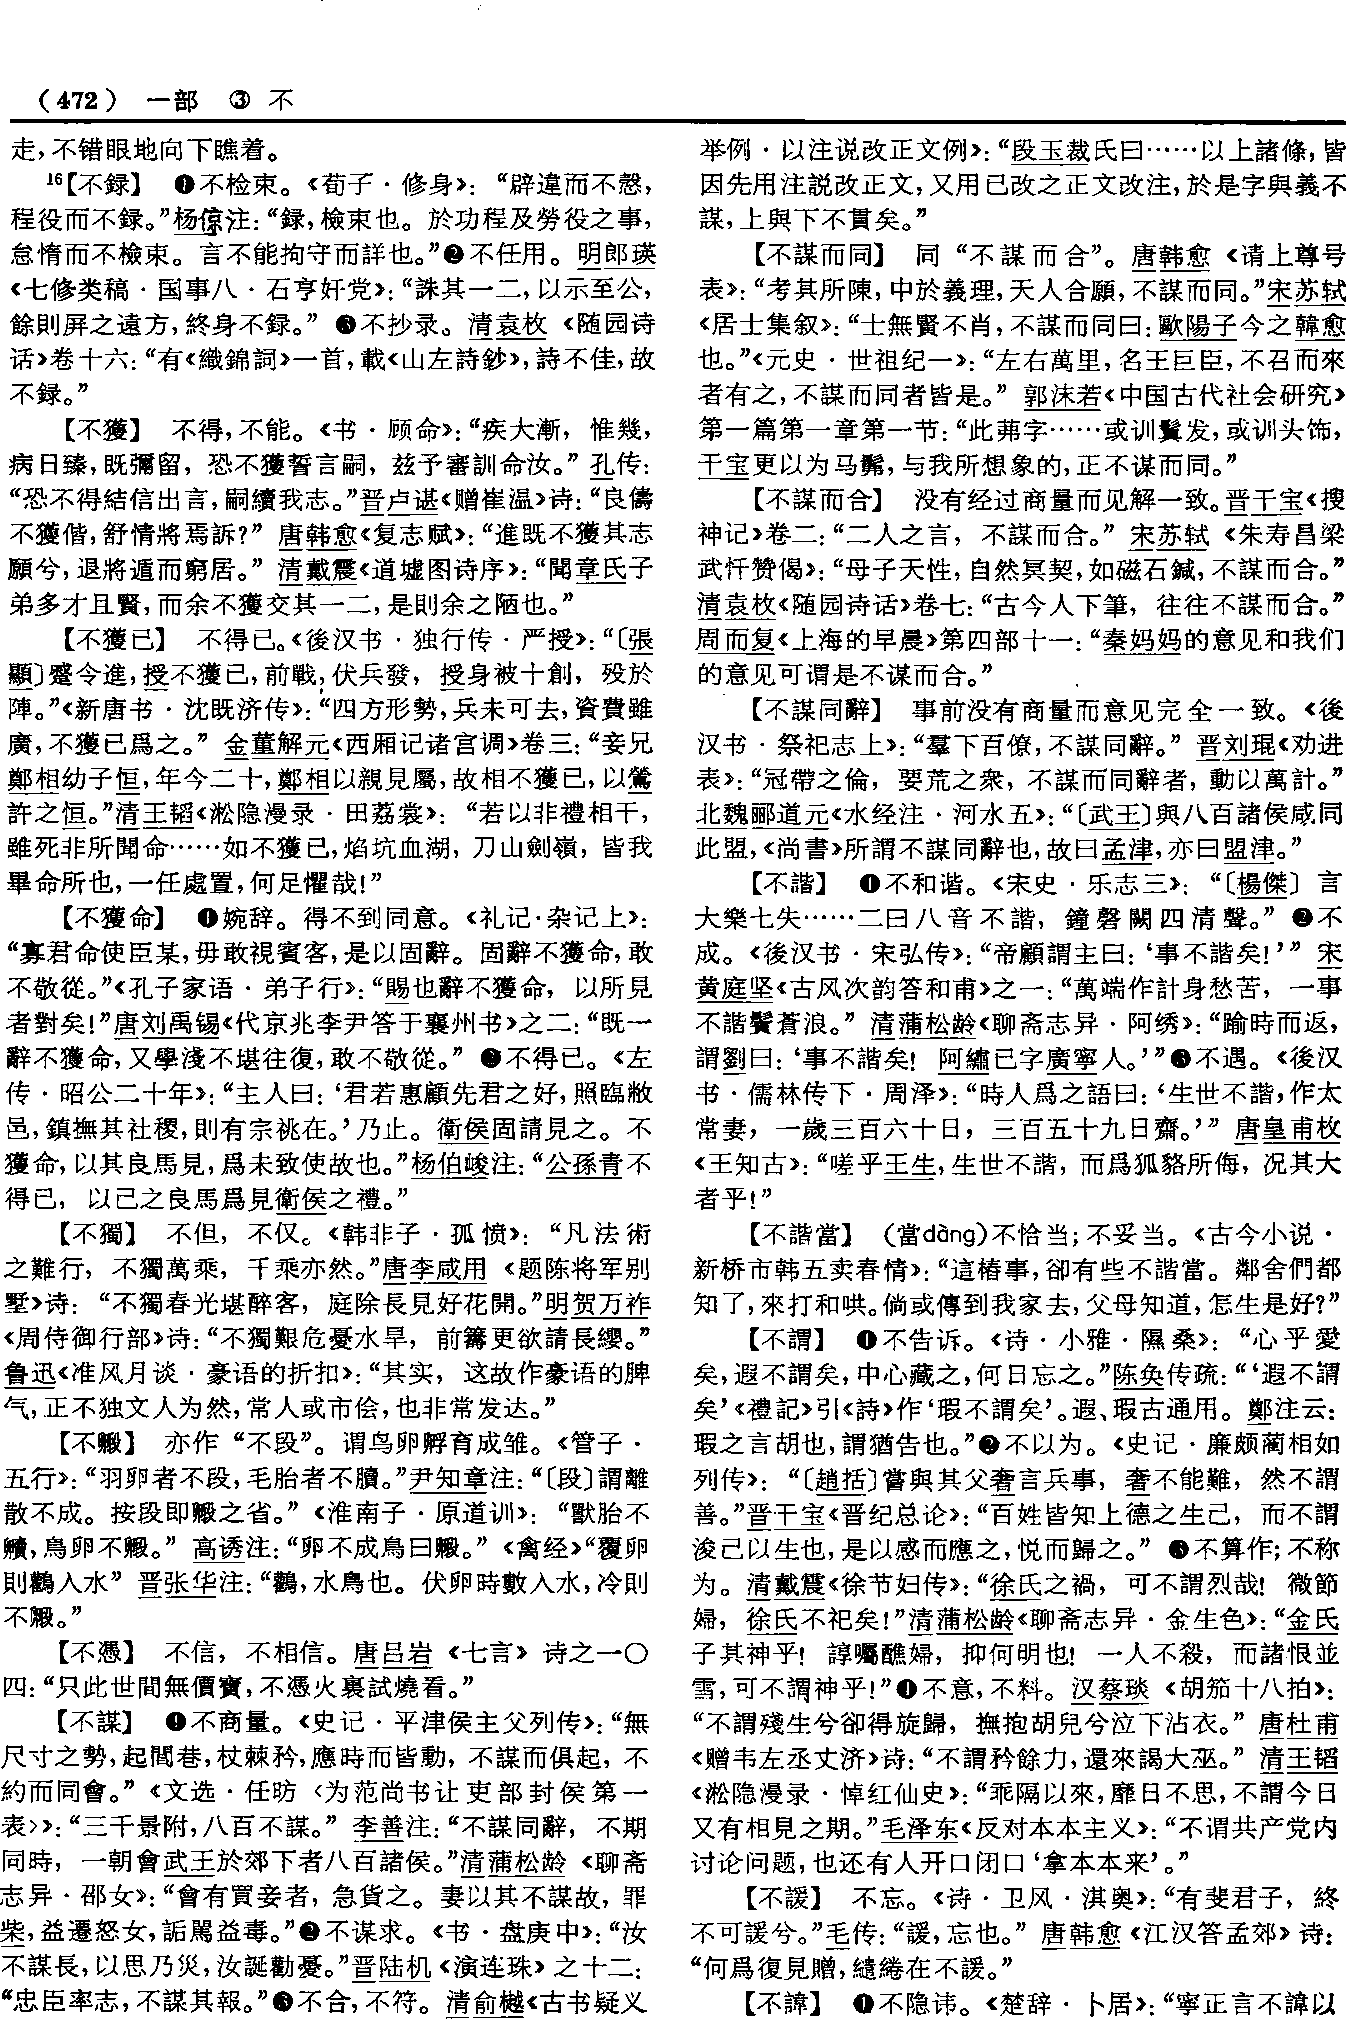 （472） 一部 ③ 不
走，不错眼地向下瞧着。
16【不録】 ❶不检束。《荀子·修身》：“辟違而不慤，
程役而不録。”杨倞注：“録，檢束也。於功程及勞役之事，
怠惰而不檢束。言不能拘守而詳也。”❷不任用。明郎瑛
《七修类稿·国事八·石亨奸党》：“誅其一二，以示至公，
餘則屏之遠方，終身不録。”❸不抄录。清袁枚《随园诗
话》卷十六：“有《織錦詞》一首，載《山左詩鈔》，詩不佳，故
不録。”
【不獲】 不得，不能。《书·顾命》：“疾大漸，惟幾，
病日臻，既彌留，恐不獲誓言嗣，兹予審訓命汝。”孔传：
“恐不得結信出言，嗣續我志。”晋卢谌《赠崔温》诗：“良儔
不獲偕，舒情將焉訴？”唐韩愈《复志赋》：“進既不獲其志
願兮，退將遁而窮居。”清戴震《道墟图诗序》：“聞章氏子
弟多才且賢，而余不獲交其一二，是則余之陋也。”
【不獲已】 不得已。《後汉书·独行传·严授》：“〔張
顯〕蹙令進，授不獲已，前戰，伏兵發，授身被十創，殁於
陣。”《新唐书·沈既济传》：“四方形勢，兵未可去，資費雖
廣，不獲已爲之。”金董解元《西厢记诸宫调》卷三：“妾兄
鄭相幼子恒，年今二十，鄭相以親見屬，故相不獲已，以鶯
許之恒。”清王韬《淞隐漫录·田荔裳》：“若以非禮相干，
雖死非所聞命……如不獲已，焰坑血湖，刀山劍嶺，皆我
畢命所也，一任處置，何足懼哉！”
【不獲命】 ❶婉辞。得不到同意。《礼记·杂记上》：
“寡君命使臣某，毋敢視賓客，是以固辭。固辭不獲命，敢
不敬從。”《孔子家语·弟子行》：“賜也辭不獲命，以所見
者對矣！”唐刘禹锡《代京兆李尹答于襄州书》之二：“既一
辭不獲命，又學淺不堪往復，敢不敬從。”❷不得已。《左
传·昭公二十年》：“主人曰：‘君若惠顧先君之好，照臨敝
邑，鎮撫其社稷，則有宗祧在。’乃止。衛侯固請見之。不
獲命，以其良馬見，爲未致使故也。”杨伯峻注：“公孫青不
得已，以己之良馬爲見衛侯之禮。”
【不獨】 不但，不仅。《韩非子·孤愤》：“凡法術
之難行，不獨萬乘，千乘亦然。”唐李咸用《题陈将军别
墅》诗：“不獨春光堪醉客，庭除長見好花開。”明贺万祚
《周侍御行部》诗：“不獨艱危憂水旱，前籌更欲請長纓。”
鲁迅《准风月谈·豪语的折扣》：“其实，这故作豪语的脾
气，正不独文人为然，常人或市侩，也非常发达。”
【不毈】 亦作“不段”。谓鸟卵孵育成雏。《管子·
五行》：“羽卵者不段，毛胎者不牘。”尹知章注：“〔段〕謂離
散不成。按段即毈之省。”《淮南子·原道训》：“獸胎不
贕，鳥卵不毈。”高诱注：“卵不成鳥曰毈。”《禽经》“覆卵
則鸛入水”晋张华注：“鸛，水鳥也。伏卵時數入水，冷則
不毈。”
【不憑】 不信，不相信。唐吕岩《七言》诗之一〇
四：“只此世間無價寶，不憑火裏試燒看。”
【不謀】 ❶不商量。《史记·平津侯主父列传》：“無
尺寸之勢，起閭巷，杖棘矜，應時而皆動，不謀而俱起，不
約而同會。”《文选·任昉〈为范尚书让吏部封侯第一
表〉》：“三千景附，八百不謀。”李善注：“不謀同辭，不期
同時，一朝會武王於郊下者八百諸侯。”清蒲松龄《聊斋
志异·邵女》：“會有買妾者，急貨之。妻以其不謀故，罪
柴，益遷怒女，詬駡益毒。”❷不谋求。《书·盘庚中》：“汝
不謀長，以思乃災，汝誕勸憂。”晋陆机《演连珠》之十二：
“忠臣率志，不謀其報。”❸不合，不符。清俞樾《古书疑义
举例·以注说改正文例》：“段玉裁氏曰……以上諸條，皆
因先用注説改正文，又用已改之正文改注，於是字與義不
謀，上與下不貫矣。”
【不謀而同】 同“不謀而合”。唐韩愈《请上尊号
表》：“考其所陳，中於義理，天人合願，不謀而同。”宋苏轼
《居士集叙》：“士無賢不肖，不謀而同曰：歐陽子今之韓愈
也。”《元史·世祖纪一》：“左右萬里，名王巨臣，不召而來
者有之，不謀而同者皆是。”郭沫若《中国古代社会研究》
第一篇第一章第一节：“此茀字……或训鬒发，或训头饰，
干宝更以为马髴，与我所想象的，正不谋而同。”
【不謀而合】 没有经过商量而见解一致。晋干宝《搜
神记》卷二：“二人之言，不謀而合。”宋苏轼《朱寿昌梁
武忏赞偈》：“母子天性，自然冥契，如磁石鍼，不謀而合。”
清袁枚《随园诗话》卷七：“古今人下筆，往往不謀而合。”
周而复《上海的早晨》第四部十一：“秦妈妈的意见和我们
的意见可谓是不谋而合。”
【不謀同辭】 事前没有商量而意见完全一致。《後
汉书·祭祀志上》：“羣下百僚，不謀同辭。”晋刘琨《劝进
表》：“冠帶之倫，要荒之衆，不謀而同辭者，動以萬計。”
北魏郦道元《水经注·河水五》：“〔武王〕與八百諸侯咸同
此盟，《尚書》所謂不謀同辭也，故曰孟津，亦曰盟津。”
【不諧】 ❶不和谐。《宋史·乐志三》：“〔楊傑〕言
大樂七失……二曰八音不諧，鐘磬闕四清聲。”❷不
成。《後汉书·宋弘传》：“帝顧謂主曰：‘事不諧矣！’”宋
黄庭坚《古风次韵答和甫》之一：“萬端作計身愁苦，一事
不諧鬢蒼浪。”清蒲松龄《聊斋志异·阿绣》：“踰時而返，
謂劉曰：‘事不諧矣！阿繡已字廣寧人。’”❸不遇。《後汉
书·儒林传下·周泽》：“時人爲之語曰：‘生世不諧，作太
常妻，一歲三百六十日，三百五十九日齋。’”唐皇甫枚
《王知古》：“嗟乎王生，生世不諧，而爲狐貉所侮，况其大
者乎！”
【不諧當】 （當dàng）不恰当；不妥当。《古今小说·
新桥市韩五卖春情》：“這樁事，卻有些不諧當。鄰舍們都
知了，來打和哄。倘或傳到我家去，父母知道，怎生是好？”
【不謂】 ❶不告诉。《诗·小雅·隰桑》：“心乎愛
矣，遐不謂矣，中心藏之，何日忘之。”陈奂传疏：“‘遐不謂
矣’《禮記》引《詩》作‘瑕不謂矣’。遐、瑕古通用。鄭注云：
瑕之言胡也，謂猶告也。”❷不以为。《史记·廉颇蔺相如
列传》：“〔趙括〕嘗與其父奢言兵事，奢不能難，然不謂
善。”晋干宝《晋纪总论》：“百姓皆知上德之生己，而不謂
浚己以生也，是以感而應之，悦而歸之。”❸不算作；不称
为。清戴震《徐节妇传》：“徐氏之禍，可不謂烈哉！微節
婦，徐氏不祀矣！”清蒲松龄《聊斋志异·金生色》：“金氏
子其神乎！諄囑醮婦，抑何明也！一人不殺，而諸恨並
雪，可不謂神乎！”❹不意，不料。汉蔡琰《胡笳十八拍》：
“不謂殘生兮卻得旋歸，撫抱胡兒兮泣下沾衣。”唐杜甫
《赠韦左丞丈济》诗：“不謂矜餘力，還來謁大巫。”清王韬
《淞隐漫录·悼红仙史》：“乖隔以來，靡日不思，不謂今日
又有相見之期。”毛泽东《反对本本主义》：“不谓共产党内
讨论问题，也还有人开口闭口‘拿本本来’。”
【不諼】 不忘。《诗·卫风·淇奥》：“有斐君子，終
不可諼兮。”毛传：“諼，忘也。”唐韩愈《江汉答孟郊》诗：
“何爲復見贈，繾綣在不諼。”
【不諱】 ❶不隐讳。《楚辞·卜居》：“寧正言不諱以